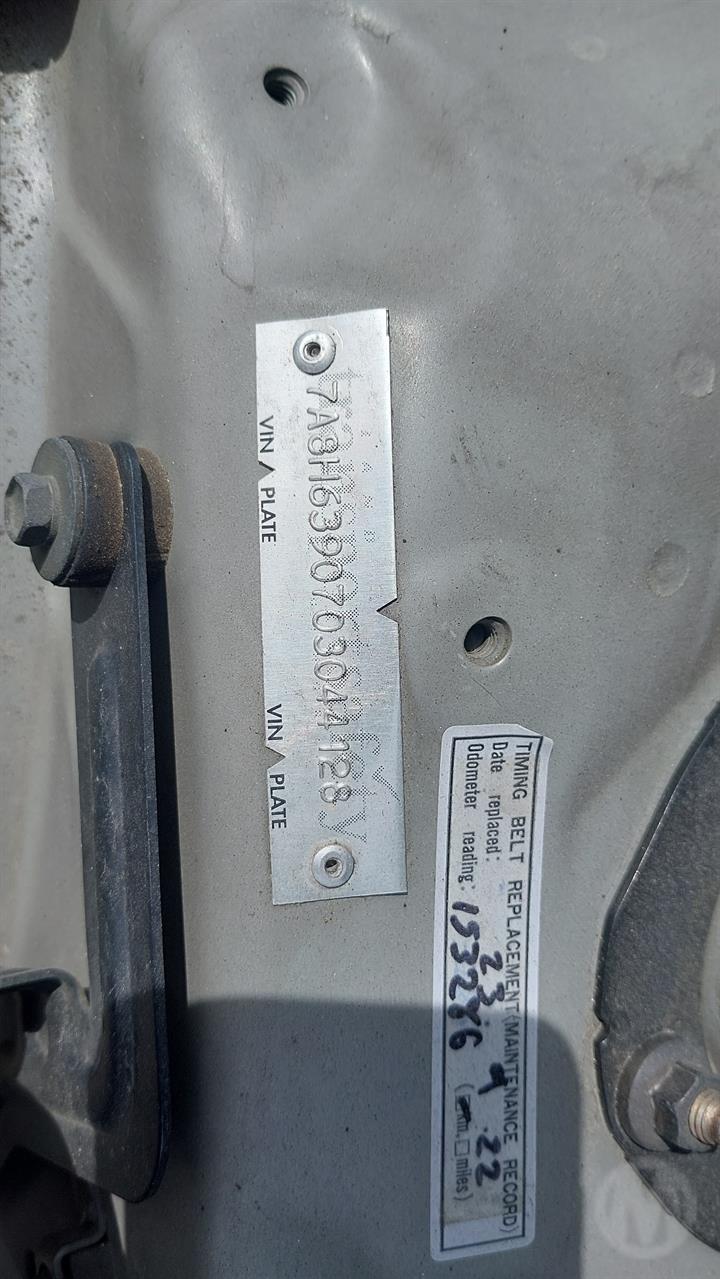 7A8H6390703044128
VIN PLATE VIN PLATE
TIMING BELT REPLACEMENT (MAINTENANCE RECORD)
Date replaced: 23.9.22
Odometer reading: 153286 (☑km, ☐miles)
M